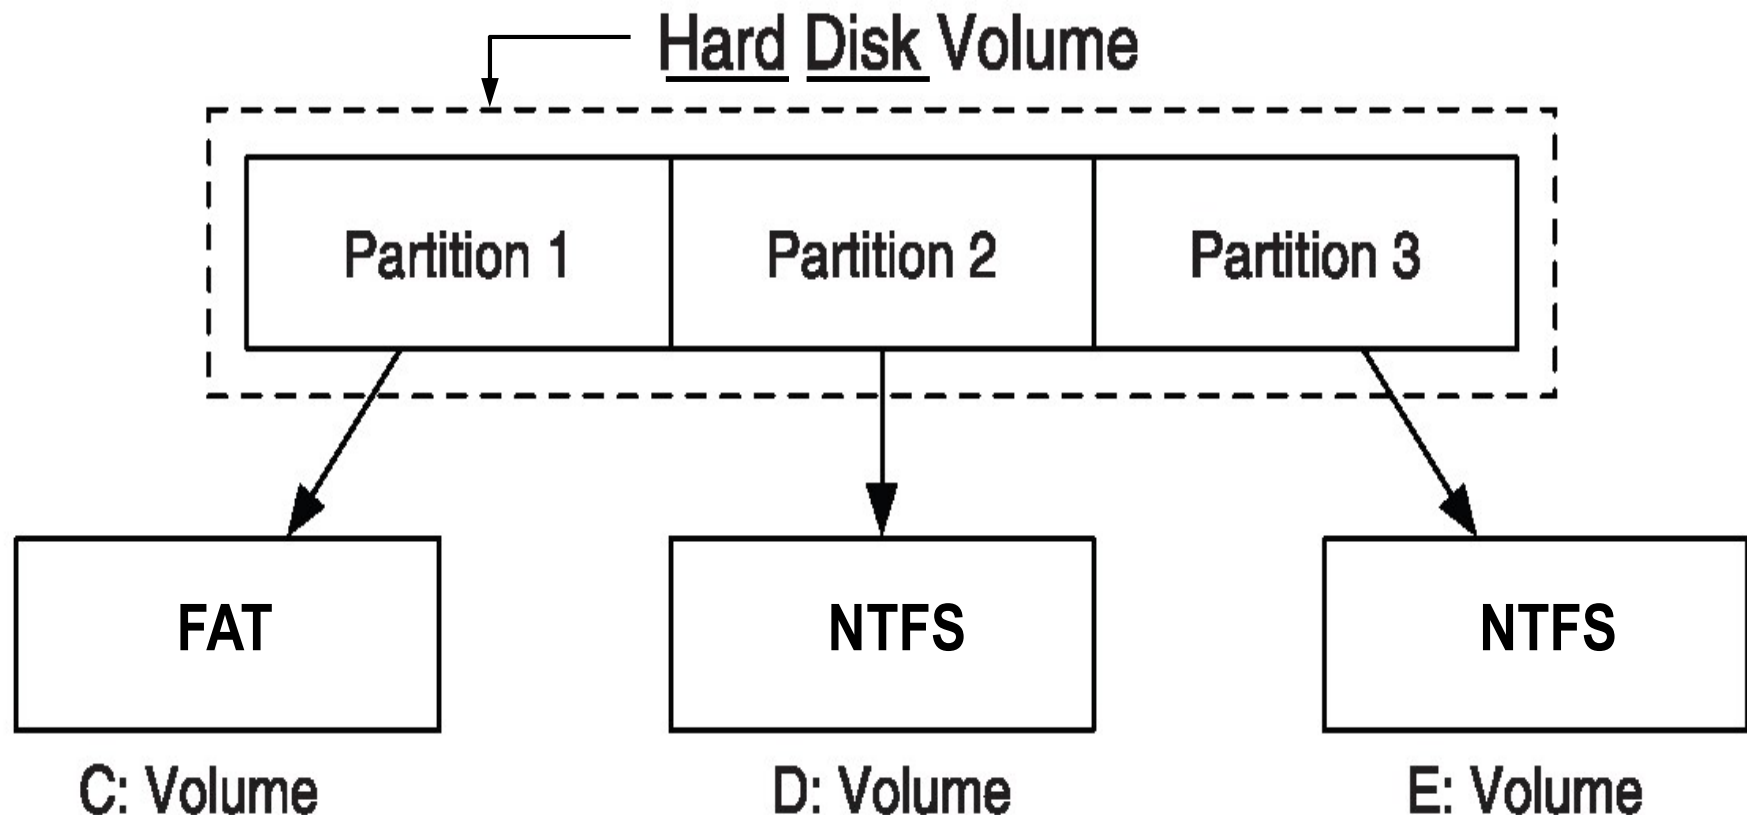 Hard Disk Volume
Partition 1
Partition 2
Partition 3
FAT
NTFS
NTFS
C: Volume
D: Volume
E: Volume